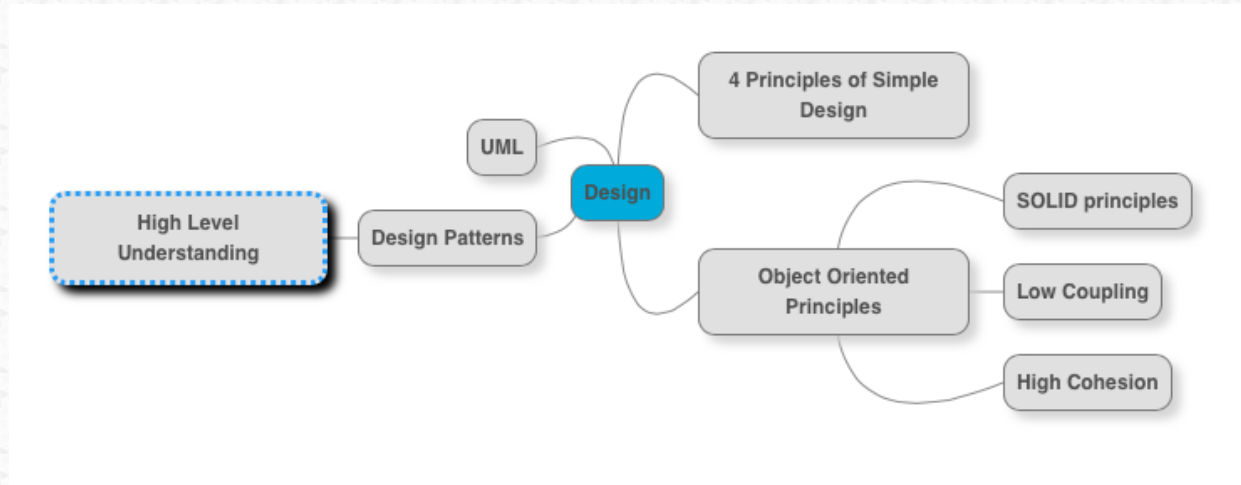 4 Principles of Simple
Design
UML
Design
SOLID principles
High Level
Understanding
Design Patterns
Object Oriented
Principles
Low Coupling
High Cohesion